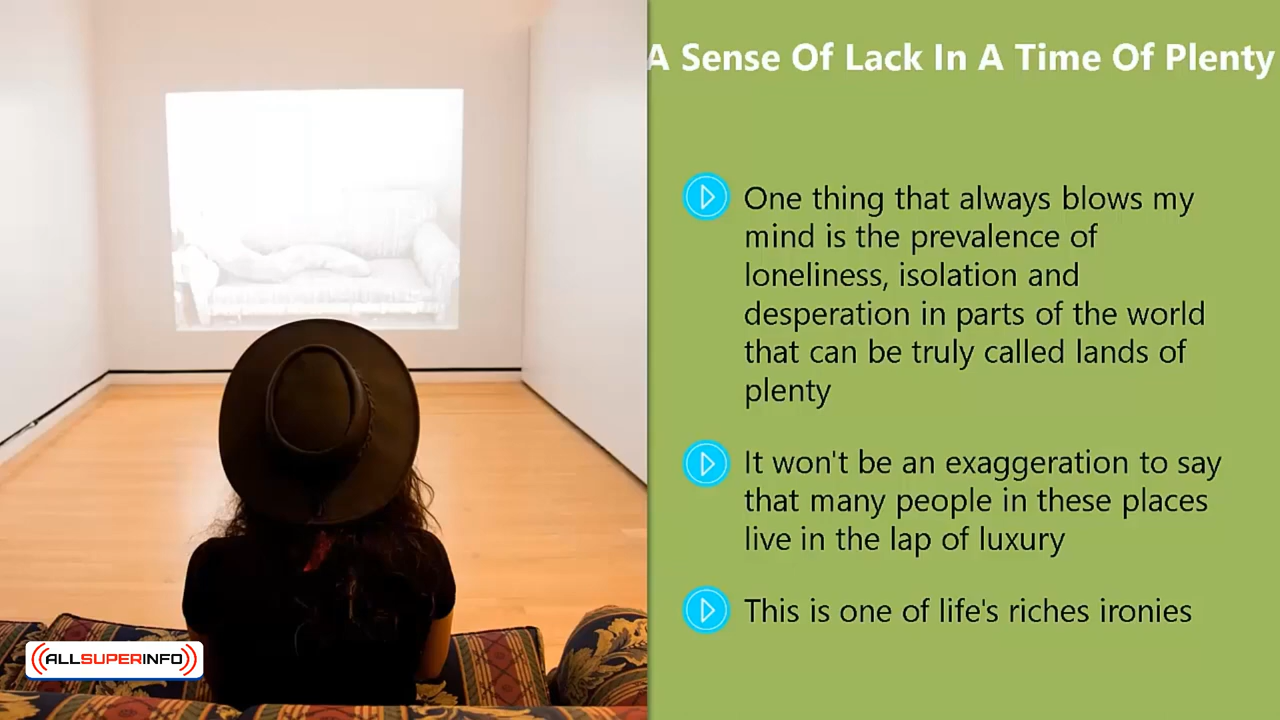 A Sense Of Lack In A Time Of Plenty
One thing that always blows my
mind is the prevalence of
loneliness, isolation and
desperation in parts of the world
that can be truly called lands of
plenty
It won't be an exaggeration to say
that many people in these places
live in the lap of luxury
This is one of life's riches ironies
ALLSUPERINFO